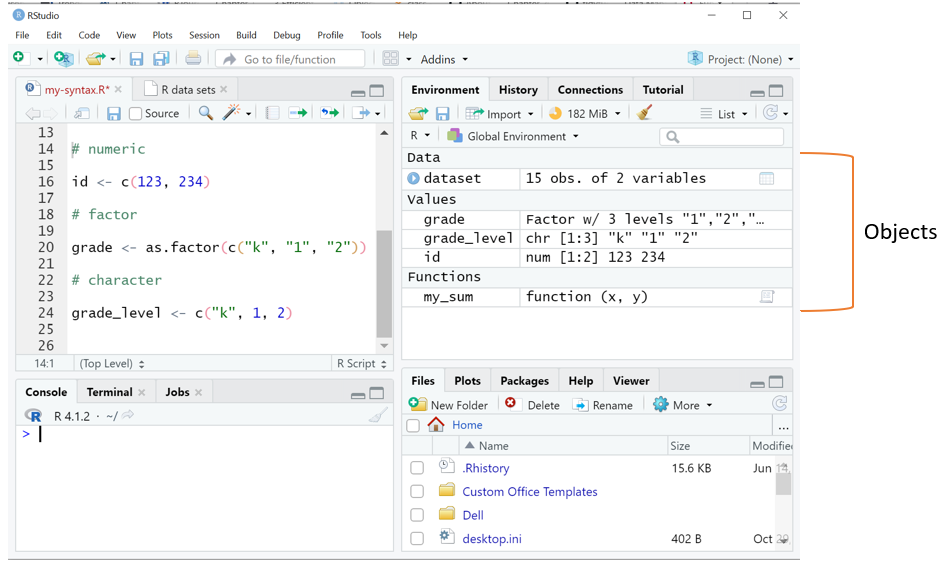 RStudio
File Edit Code View Plots Session Build Debug Profile Tools Help
Go to file/function Addins Project: (None)
my-syntax.R* R data sets
Source
13
14 # numeric
15
16 id <- c(123, 234)
17
18 # factor
19
20 grade <- as.factor(c("k", "1", "2"))
21
22 # character
23
24 grade_level <- c("k", 1, 2)
25
26
14:1 (Top Level) R Script
Console Terminal Jobs
R 4.1.2 · ~/
>
Environment History Connections Tutorial
Import 182 MiB List
R Global Environment
Data
dataset 15 obs. of 2 variables
Values
grade Factor w/ 3 levels "1","2","…
grade_level chr [1:3] "k" "1" "2"
id num [1:2] 123 234
Functions
my_sum function (x, y)
Objects
Files Plots Packages Help Viewer
New Folder Delete Rename More
Home ...
Name Size Modified
.Rhistory 15.6 KB Jun 14,
Custom Office Templates
Dell
desktop.ini 402 B Oct